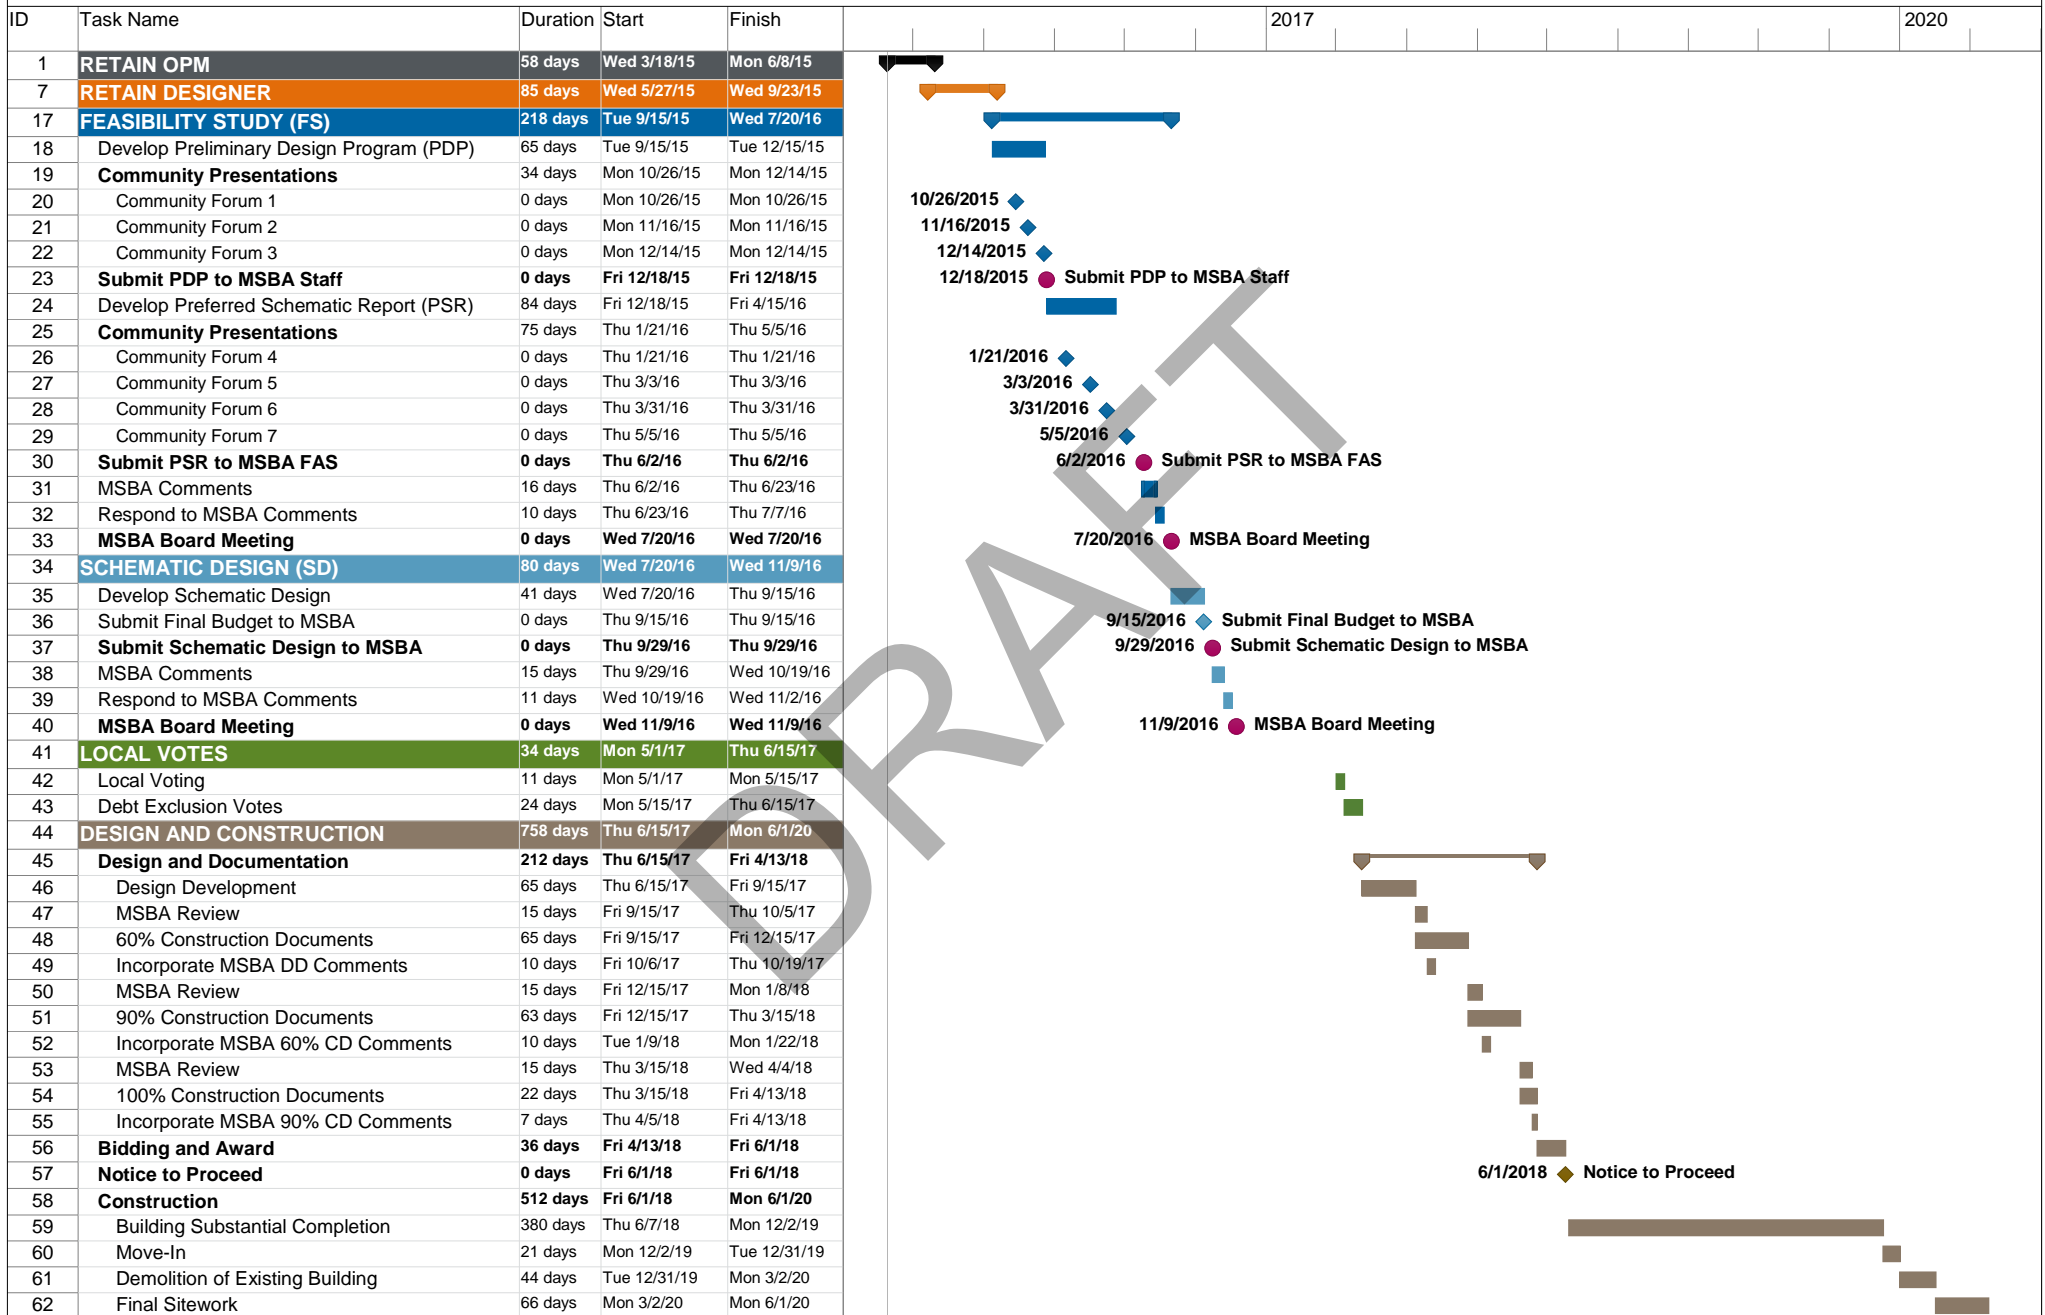 ID Task Name Duration Start Finish 2017 2020
1 RETAIN OPM 58 days Wed 3/18/15 Mon 6/8/15
7 RETAIN DESIGNER 85 days Wed 5/27/15 Wed 9/23/15
17 FEASIBILITY STUDY (FS) 218 days Tue 9/15/15 Wed 7/20/16
18 Develop Preliminary Design Program (PDP) 65 days Tue 9/15/15 Tue 12/15/15
19 Community Presentations 34 days Mon 10/26/15 Mon 12/14/15
20 Community Forum 1 0 days Mon 10/26/15 Mon 10/26/15 10/26/2015
21 Community Forum 2 0 days Mon 11/16/15 Mon 11/16/15 11/16/2015
22 Community Forum 3 0 days Mon 12/14/15 Mon 12/14/15 12/14/2015
23 Submit PDP to MSBA Staff 0 days Fri 12/18/15 Fri 12/18/15 12/18/2015 Submit PDP to MSBA Staff
24 Develop Preferred Schematic Report (PSR) 84 days Fri 12/18/15 Fri 4/15/16
25 Community Presentations 75 days Thu 1/21/16 Thu 5/5/16
26 Community Forum 4 0 days Thu 1/21/16 Thu 1/21/16 1/21/2016
27 Community Forum 5 0 days Thu 3/3/16 Thu 3/3/16 3/3/2016
28 Community Forum 6 0 days Thu 3/31/16 Thu 3/31/16 3/31/2016
29 Community Forum 7 0 days Thu 5/5/16 Thu 5/5/16 5/5/2016
30 Submit PSR to MSBA FAS 0 days Thu 6/2/16 Thu 6/2/16 6/2/2016 Submit PSR to MSBA FAS
31 MSBA Comments 16 days Thu 6/2/16 Thu 6/23/16
32 Respond to MSBA Comments 10 days Thu 6/23/16 Thu 7/7/16
33 MSBA Board Meeting 0 days Wed 7/20/16 Wed 7/20/16 7/20/2016 MSBA Board Meeting
34 SCHEMATIC DESIGN (SD) 80 days Wed 7/20/16 Wed 11/9/16
35 Develop Schematic Design 41 days Wed 7/20/16 Thu 9/15/16
36 Submit Final Budget to MSBA 0 days Thu 9/15/16 Thu 9/15/16 9/15/2016 Submit Final Budget to MSBA
37 Submit Schematic Design to MSBA 0 days Thu 9/29/16 Thu 9/29/16 9/29/2016 Submit Schematic Design to MSBA
38 MSBA Comments 15 days Thu 9/29/16 Wed 10/19/16
39 Respond to MSBA Comments 11 days Wed 10/19/16 Wed 11/2/16
40 MSBA Board Meeting 0 days Wed 11/9/16 Wed 11/9/16 11/9/2016 MSBA Board Meeting
41 LOCAL VOTES 34 days Mon 5/1/17 Thu 6/15/17
42 Local Voting 11 days Mon 5/1/17 Mon 5/15/17
43 Debt Exclusion Votes 24 days Mon 5/15/17 Thu 6/15/17
44 DESIGN AND CONSTRUCTION 758 days Thu 6/15/17 Mon 6/1/20
45 Design and Documentation 212 days Thu 6/15/17 Fri 4/13/18
46 Design Development 65 days Thu 6/15/17 Fri 9/15/17
47 MSBA Review 15 days Fri 9/15/17 Thu 10/5/17
48 60% Construction Documents 65 days Fri 9/15/17 Fri 12/15/17
49 Incorporate MSBA DD Comments 10 days Fri 10/6/17 Thu 10/19/17
50 MSBA Review 15 days Fri 12/15/17 Mon 1/8/18
51 90% Construction Documents 63 days Fri 12/15/17 Thu 3/15/18
52 Incorporate MSBA 60% CD Comments 10 days Tue 1/9/18 Mon 1/22/18
53 MSBA Review 15 days Thu 3/15/18 Wed 4/4/18
54 100% Construction Documents 22 days Thu 3/15/18 Fri 4/13/18
55 Incorporate MSBA 90% CD Comments 7 days Thu 4/5/18 Fri 4/13/18
56 Bidding and Award 36 days Fri 4/13/18 Fri 6/1/18
57 Notice to Proceed 0 days Fri 6/1/18 Fri 6/1/18 6/1/2018 Notice to Proceed
58 Construction 512 days Fri 6/1/18 Mon 6/1/20
59 Building Substantial Completion 380 days Thu 6/7/18 Mon 12/2/19
60 Move-In 21 days Mon 12/2/19 Tue 12/31/19
61 Demolition of Existing Building 44 days Tue 12/31/19 Mon 3/2/20
62 Final Sitework 66 days Mon 3/2/20 Mon 6/1/20
DRAFT